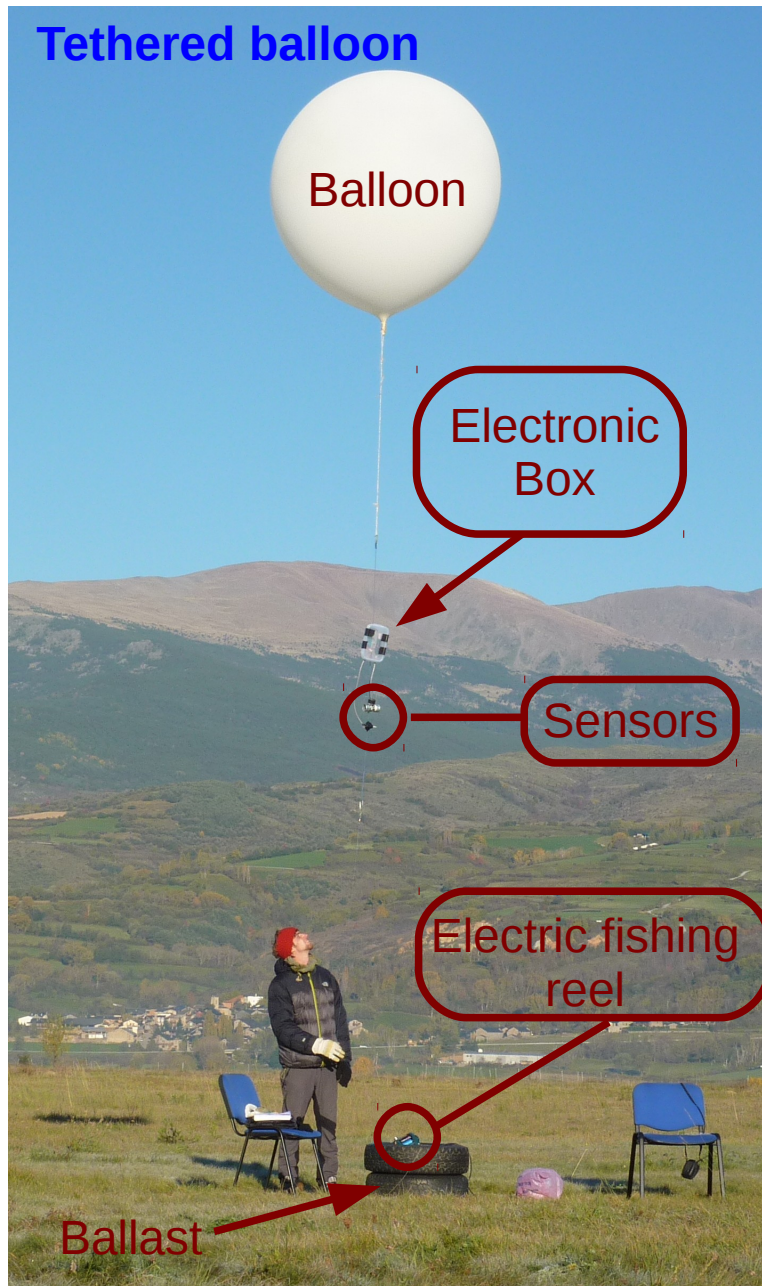 Tethered balloon
Balloon
Electronic
Box
Sensors
Electric fishing
reel
Ballast